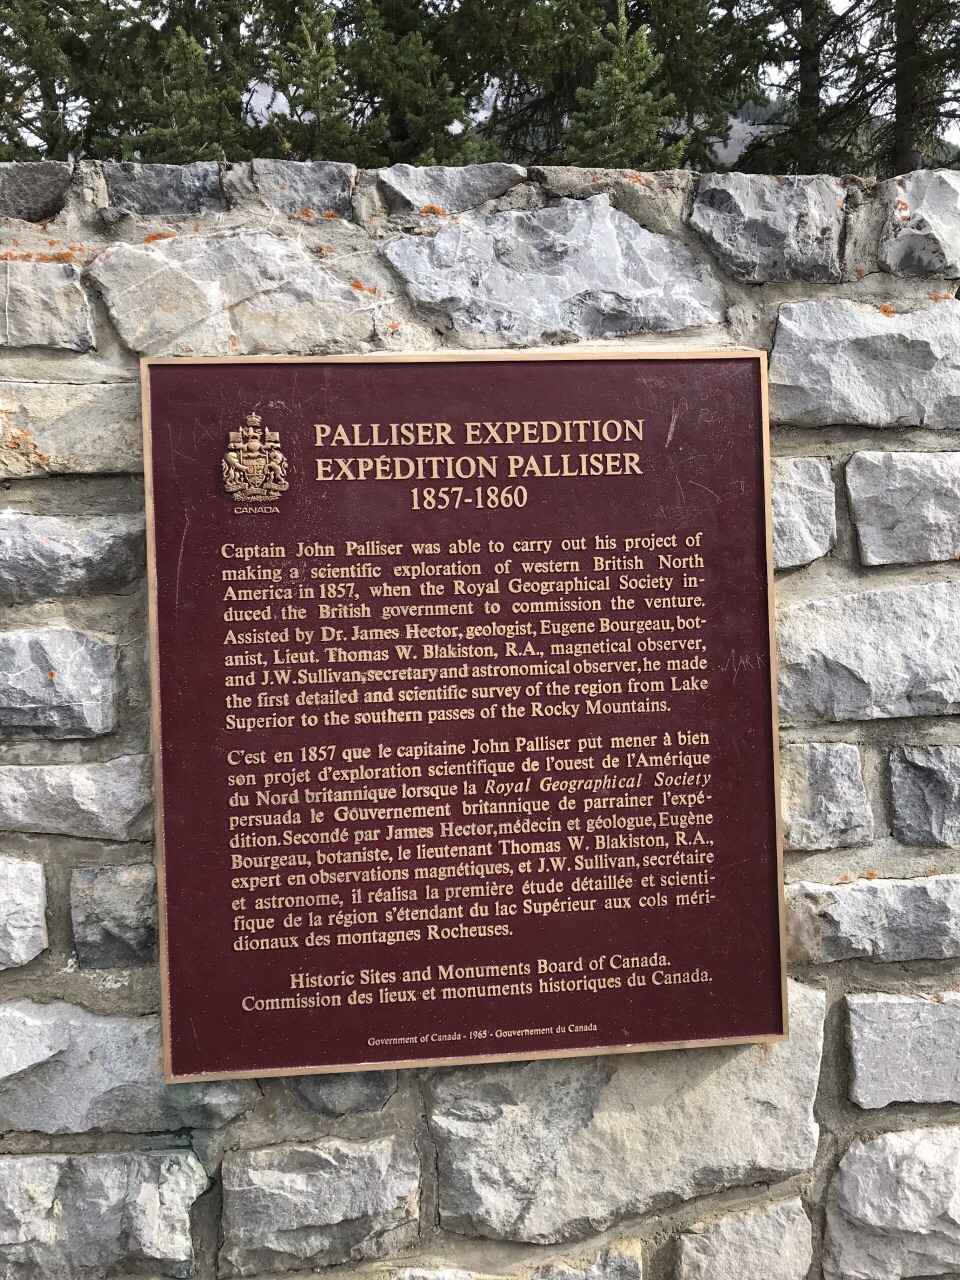 CANADA
PALLISER EXPEDITION
EXPÉDITION PALLISER
1857-1860
Captain John Palliser was able to carry out his project of
making a scientific exploration of western British North
America in 1857, when the Royal Geographical Society in-
duced the British government to commission the venture.
Assisted by Dr. James Hector, geologist, Eugene Bourgeau, bot-
anist, Lieut. Thomas W. Blakiston, R.A., magnetical observer,
and J.W. Sullivan, secretary and astronomical observer, he made
the first detailed and scientific survey of the region from Lake
Superior to the southern passes of the Rocky Mountains.
C'est en 1857 que le capitaine John Palliser put mener à bien
son projet d'exploration scientifique de l'ouest de l'Amérique
du Nord britannique lorsque la Royal Geographical Society
persuada le Gouvernement britannique de parrainer l'expé-
dition. Secondé par James Hector, médecin et géologue, Eugène
Bourgeau, botaniste, le lieutenant Thomas W. Blakiston, R.A.,
expert en observations magnétiques, et J.W. Sullivan, secrétaire
et astronome, il réalisa la première étude détaillée et scienti-
fique de la région s'étendant du lac Supérieur aux cols méri-
dionaux des montagnes Rocheuses.
Historic Sites and Monuments Board of Canada.
Commission des lieux et monuments historiques du Canada.
Government of Canada - 1965 - Gouvernement du Canada
MARK